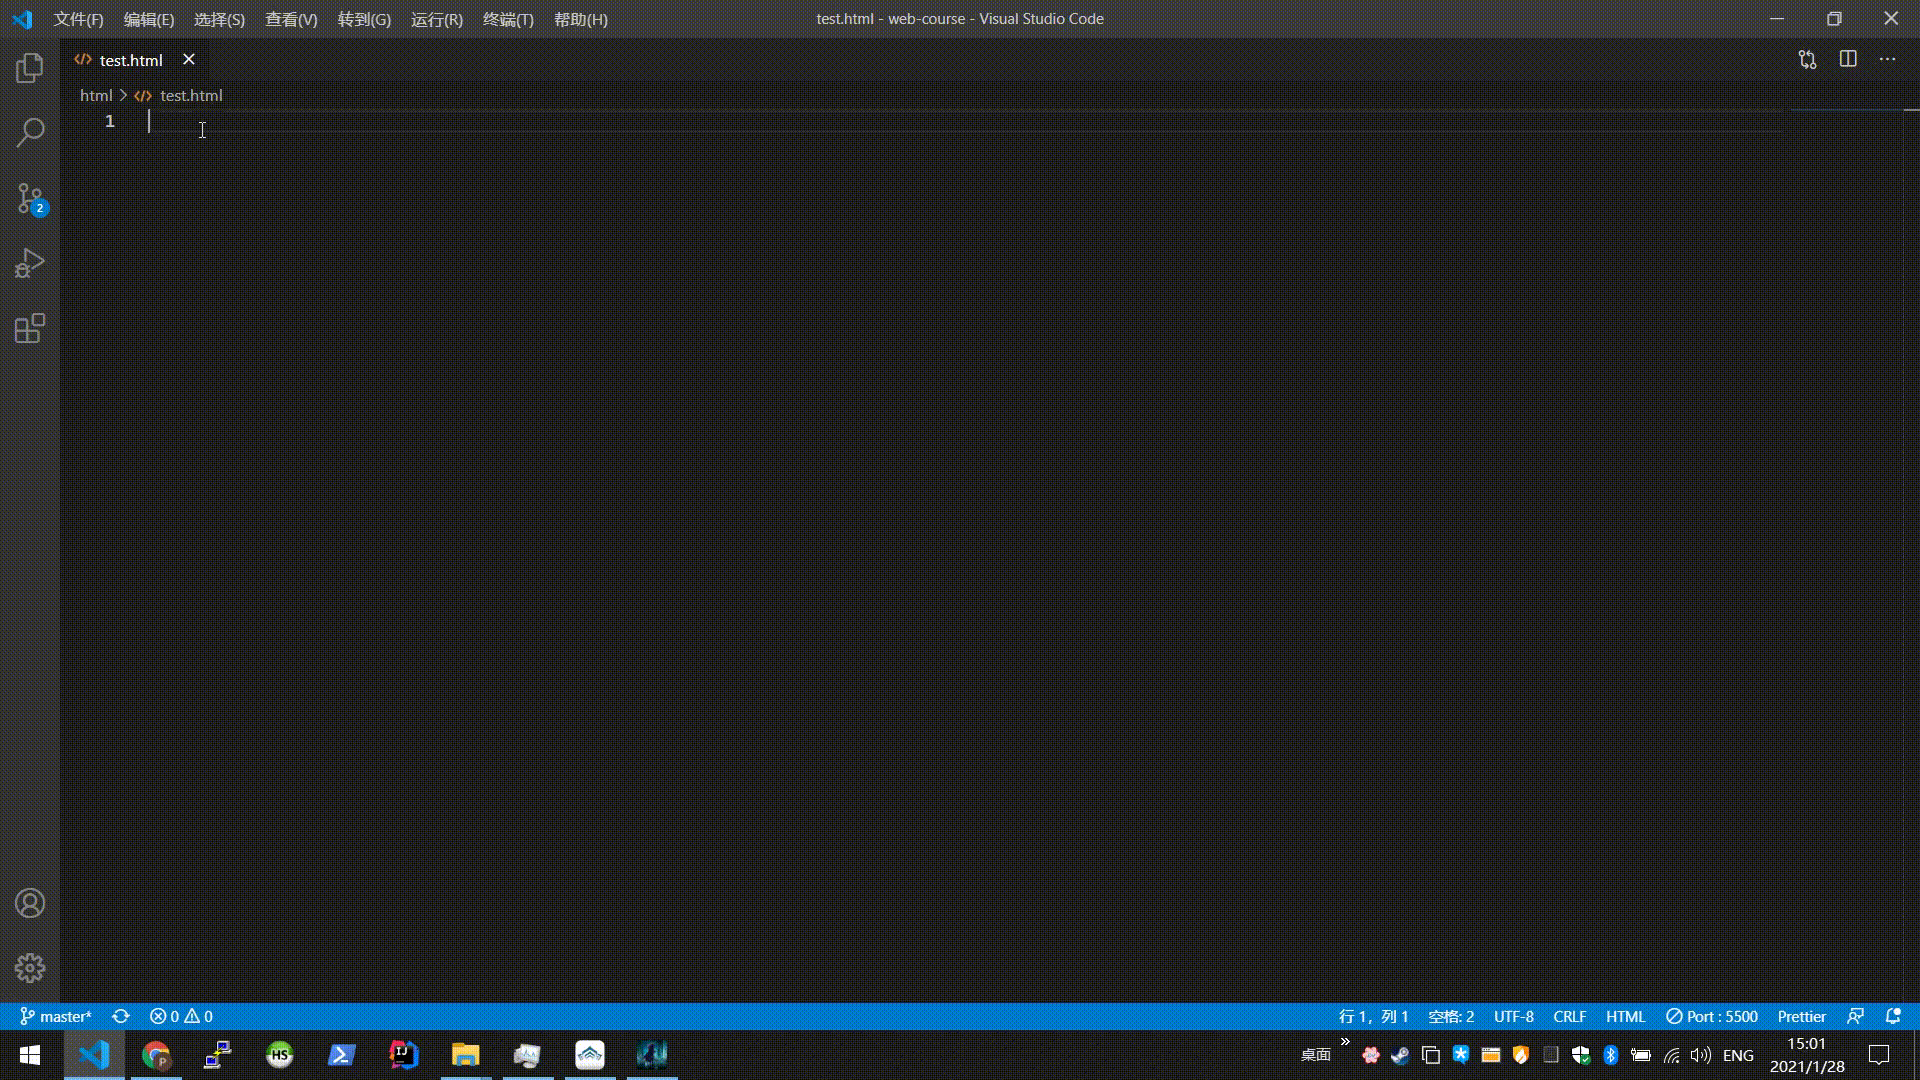 文件(F) 编辑(E) 选择(S) 查看(V) 转到(G) 运行(R) 终端(T) 帮助(H) test.html - web-course - Visual Studio Code
test.html
html > test.html
1
2
master* 0 0 行 1，列 1 空格: 2 UTF-8 CRLF HTML Port : 5500 Prettier
P HS IJ 桌面 » ENG 15:01
2021/1/28